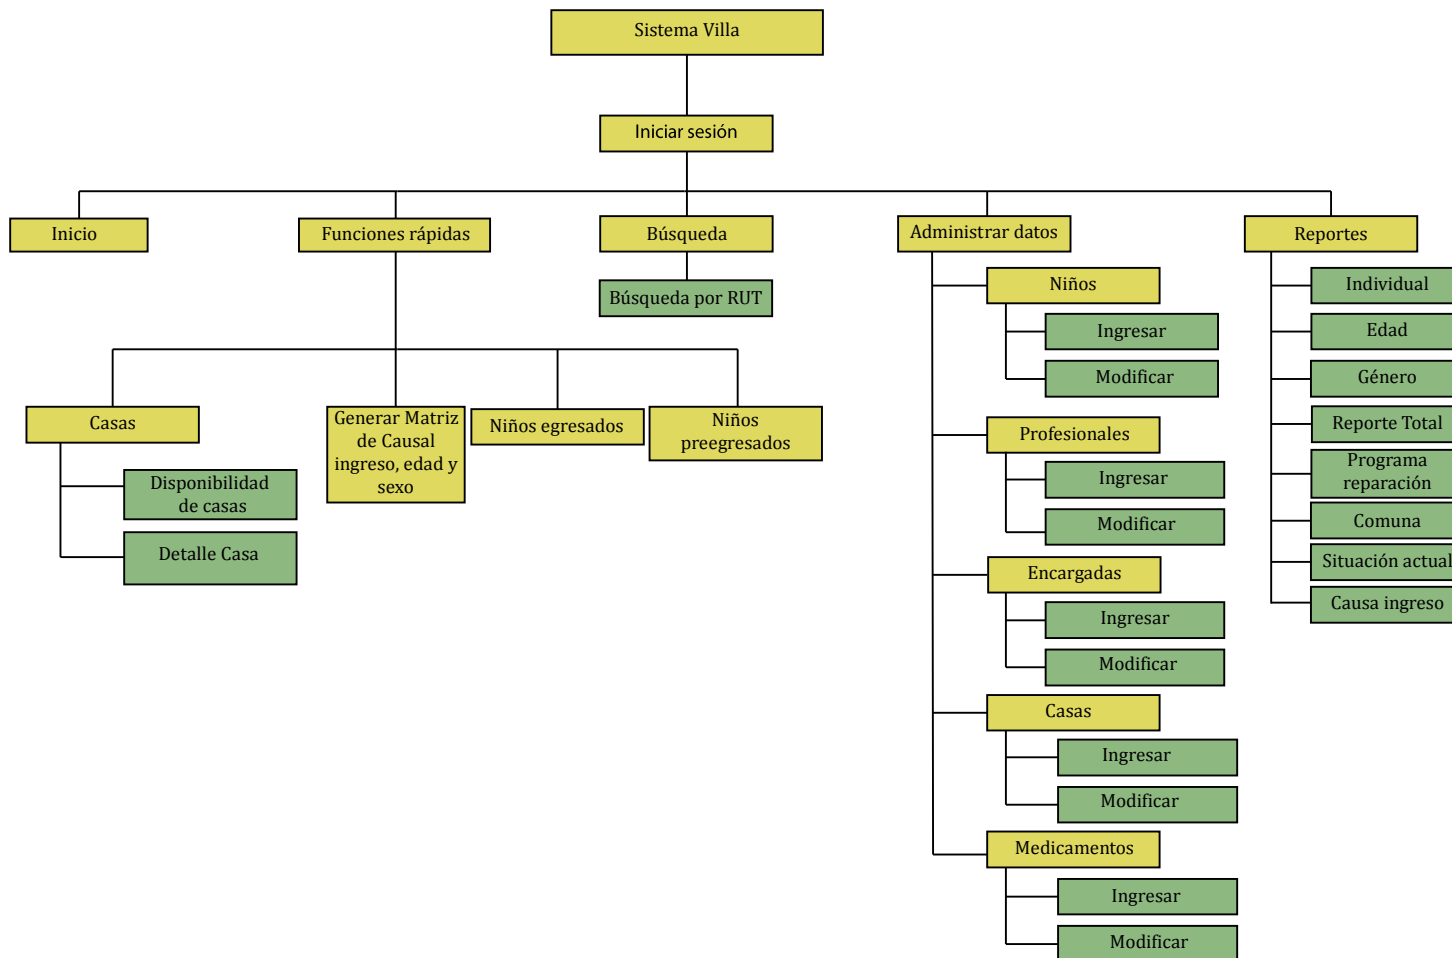 Sistema Villa
Iniciar sesión
Inicio
Funciones rápidas
Búsqueda
Administrar datos
Reportes
Búsqueda por RUT
Casas
Disponibilidad
de casas
Detalle Casa
Generar Matriz
de Causal
ingreso, edad y
sexo
Niños egresados
Niños
preegresados
Niños
Ingresar
Modificar
Profesionales
Ingresar
Modificar
Encargadas
Ingresar
Modificar
Casas
Ingresar
Modificar
Medicamentos
Ingresar
Modificar
Individual
Edad
Género
Reporte Total
Programa
reparación
Comuna
Situación actual
Causa ingreso